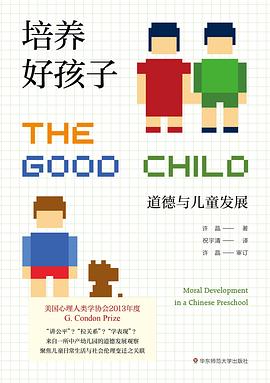 培养
好孩子
THE
GOOD CHILD
道德与儿童发展
许 晶 —— 著
祝宇清 —— 译
许 晶 —— 审订
Moral Development
in a Chinese Preschool
美国心理人类学协会2013年度
G. Condon Prize
“讲公平”？“拉关系”？“学表现”？
来自一所中产幼儿园的道德发展观察
聚焦儿童日常生活与社会伦理变迁之关联
华东师范大学出版社